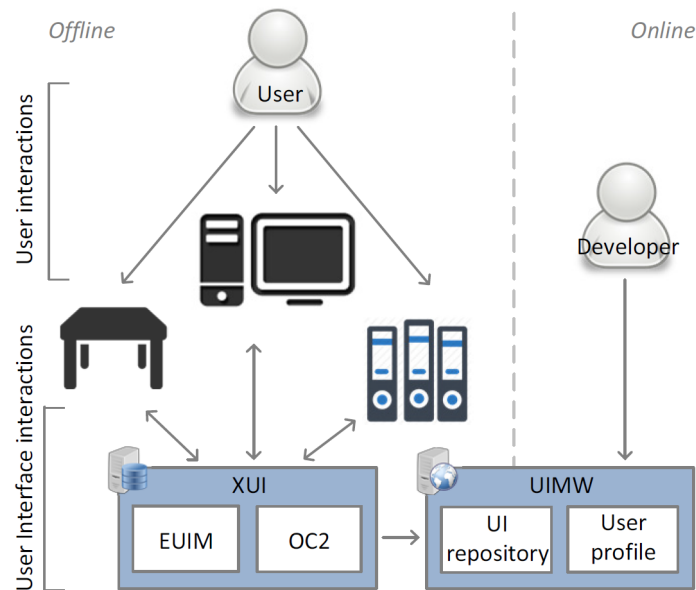 Offline
Online
User
User interactions
Developer
User Interface interactions
XUI
EUIM
OC2
UIMW
UI
repository
User
profile